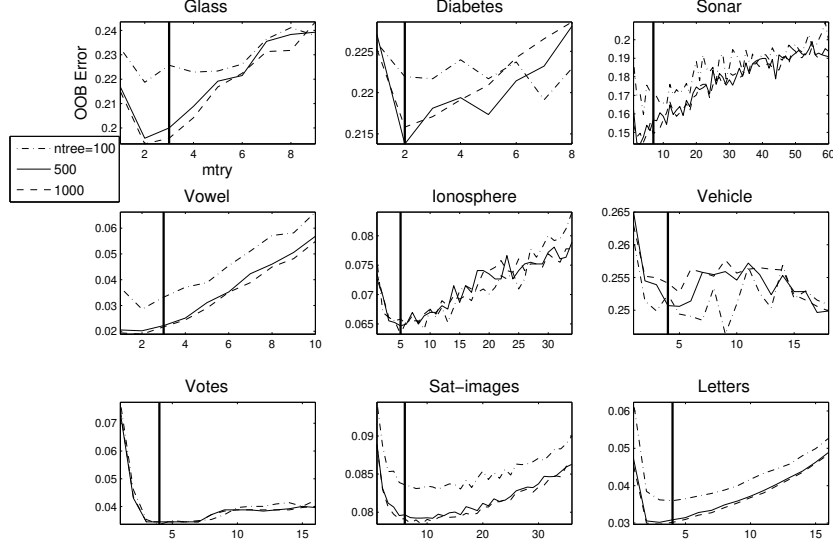 Glass Diabetes Sonar
0.24
0.23
0.22
0.21
0.2
OOB Error
2 4 6 8
mtry
0.225
0.22
0.215
2 4 6 8
0.2
0.19
0.18
0.17
0.16
0.15
10 20 30 40 50 60
ntree=100
500
1000
Vowel Ionosphere Vehicle
0.06
0.05
0.04
0.03
0.02
2 4 6 8 10
0.08
0.075
0.07
0.065
5 10 15 20 25 30
0.265
0.26
0.255
0.25
5 10 15
Votes Sat-images Letters
0.07
0.06
0.05
0.04
5 10 15
0.09
0.085
0.08
10 20 30
0.06
0.05
0.04
0.03
5 10 15